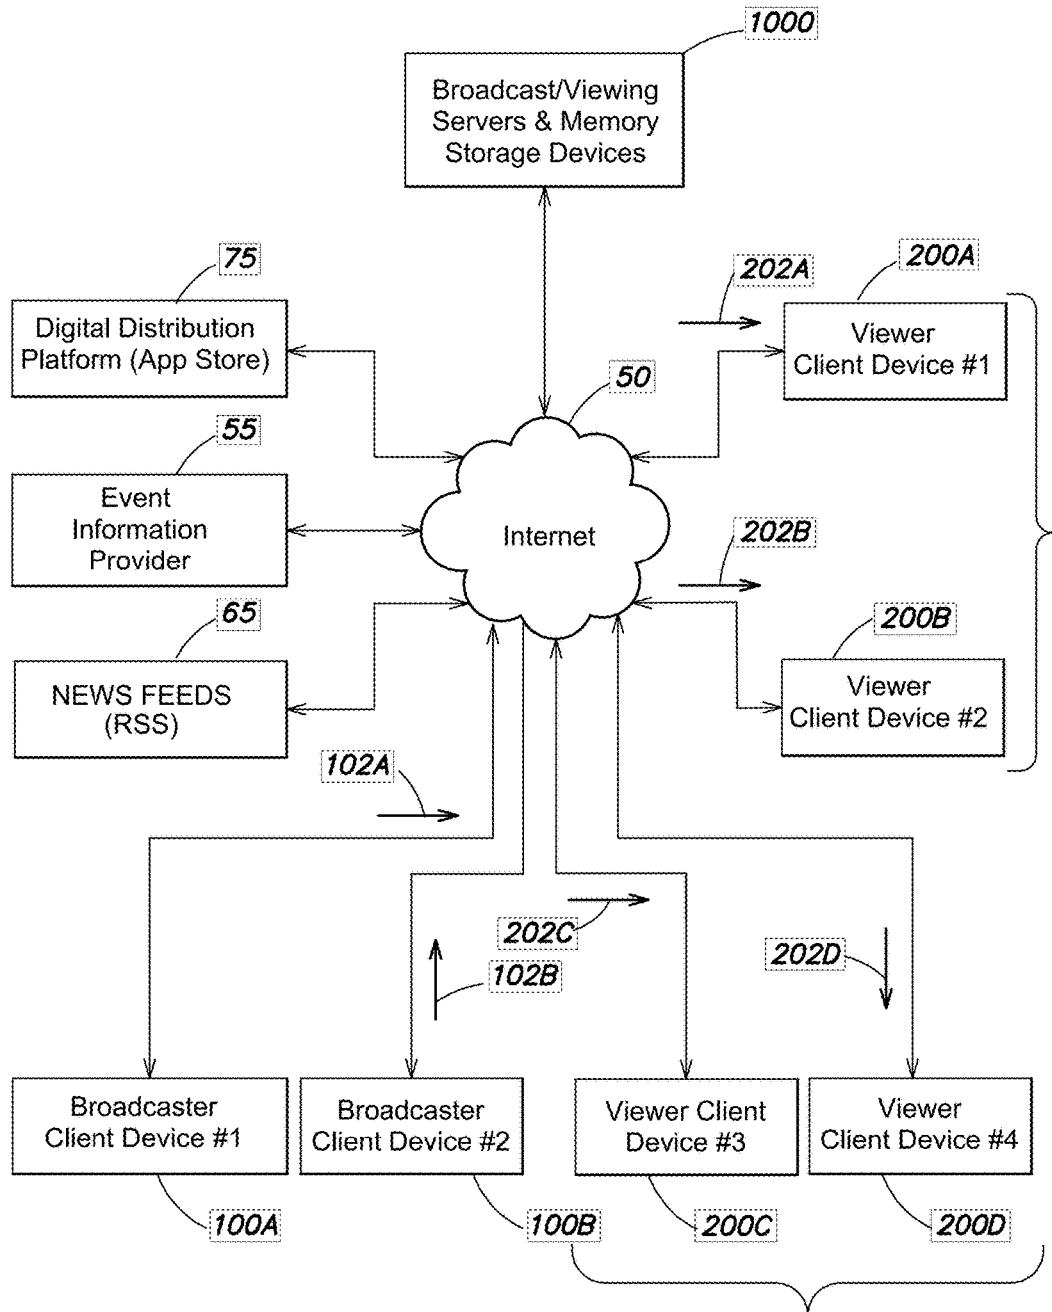 1000
Broadcast/Viewing
Servers & Memory
Storage Devices
75
Digital Distribution
Platform (App Store)
202A
200A
Viewer
Client Device #1
50
55
Event
Information
Provider
Internet
202B
65
NEWS FEEDS
(RSS)
200B
Viewer
Client Device #2
102A
202C
102B
202D
Broadcaster
Client Device #1
Broadcaster
Client Device #2
Viewer Client
Device #3
Viewer
Client Device #4
100A
100B
200C
200D